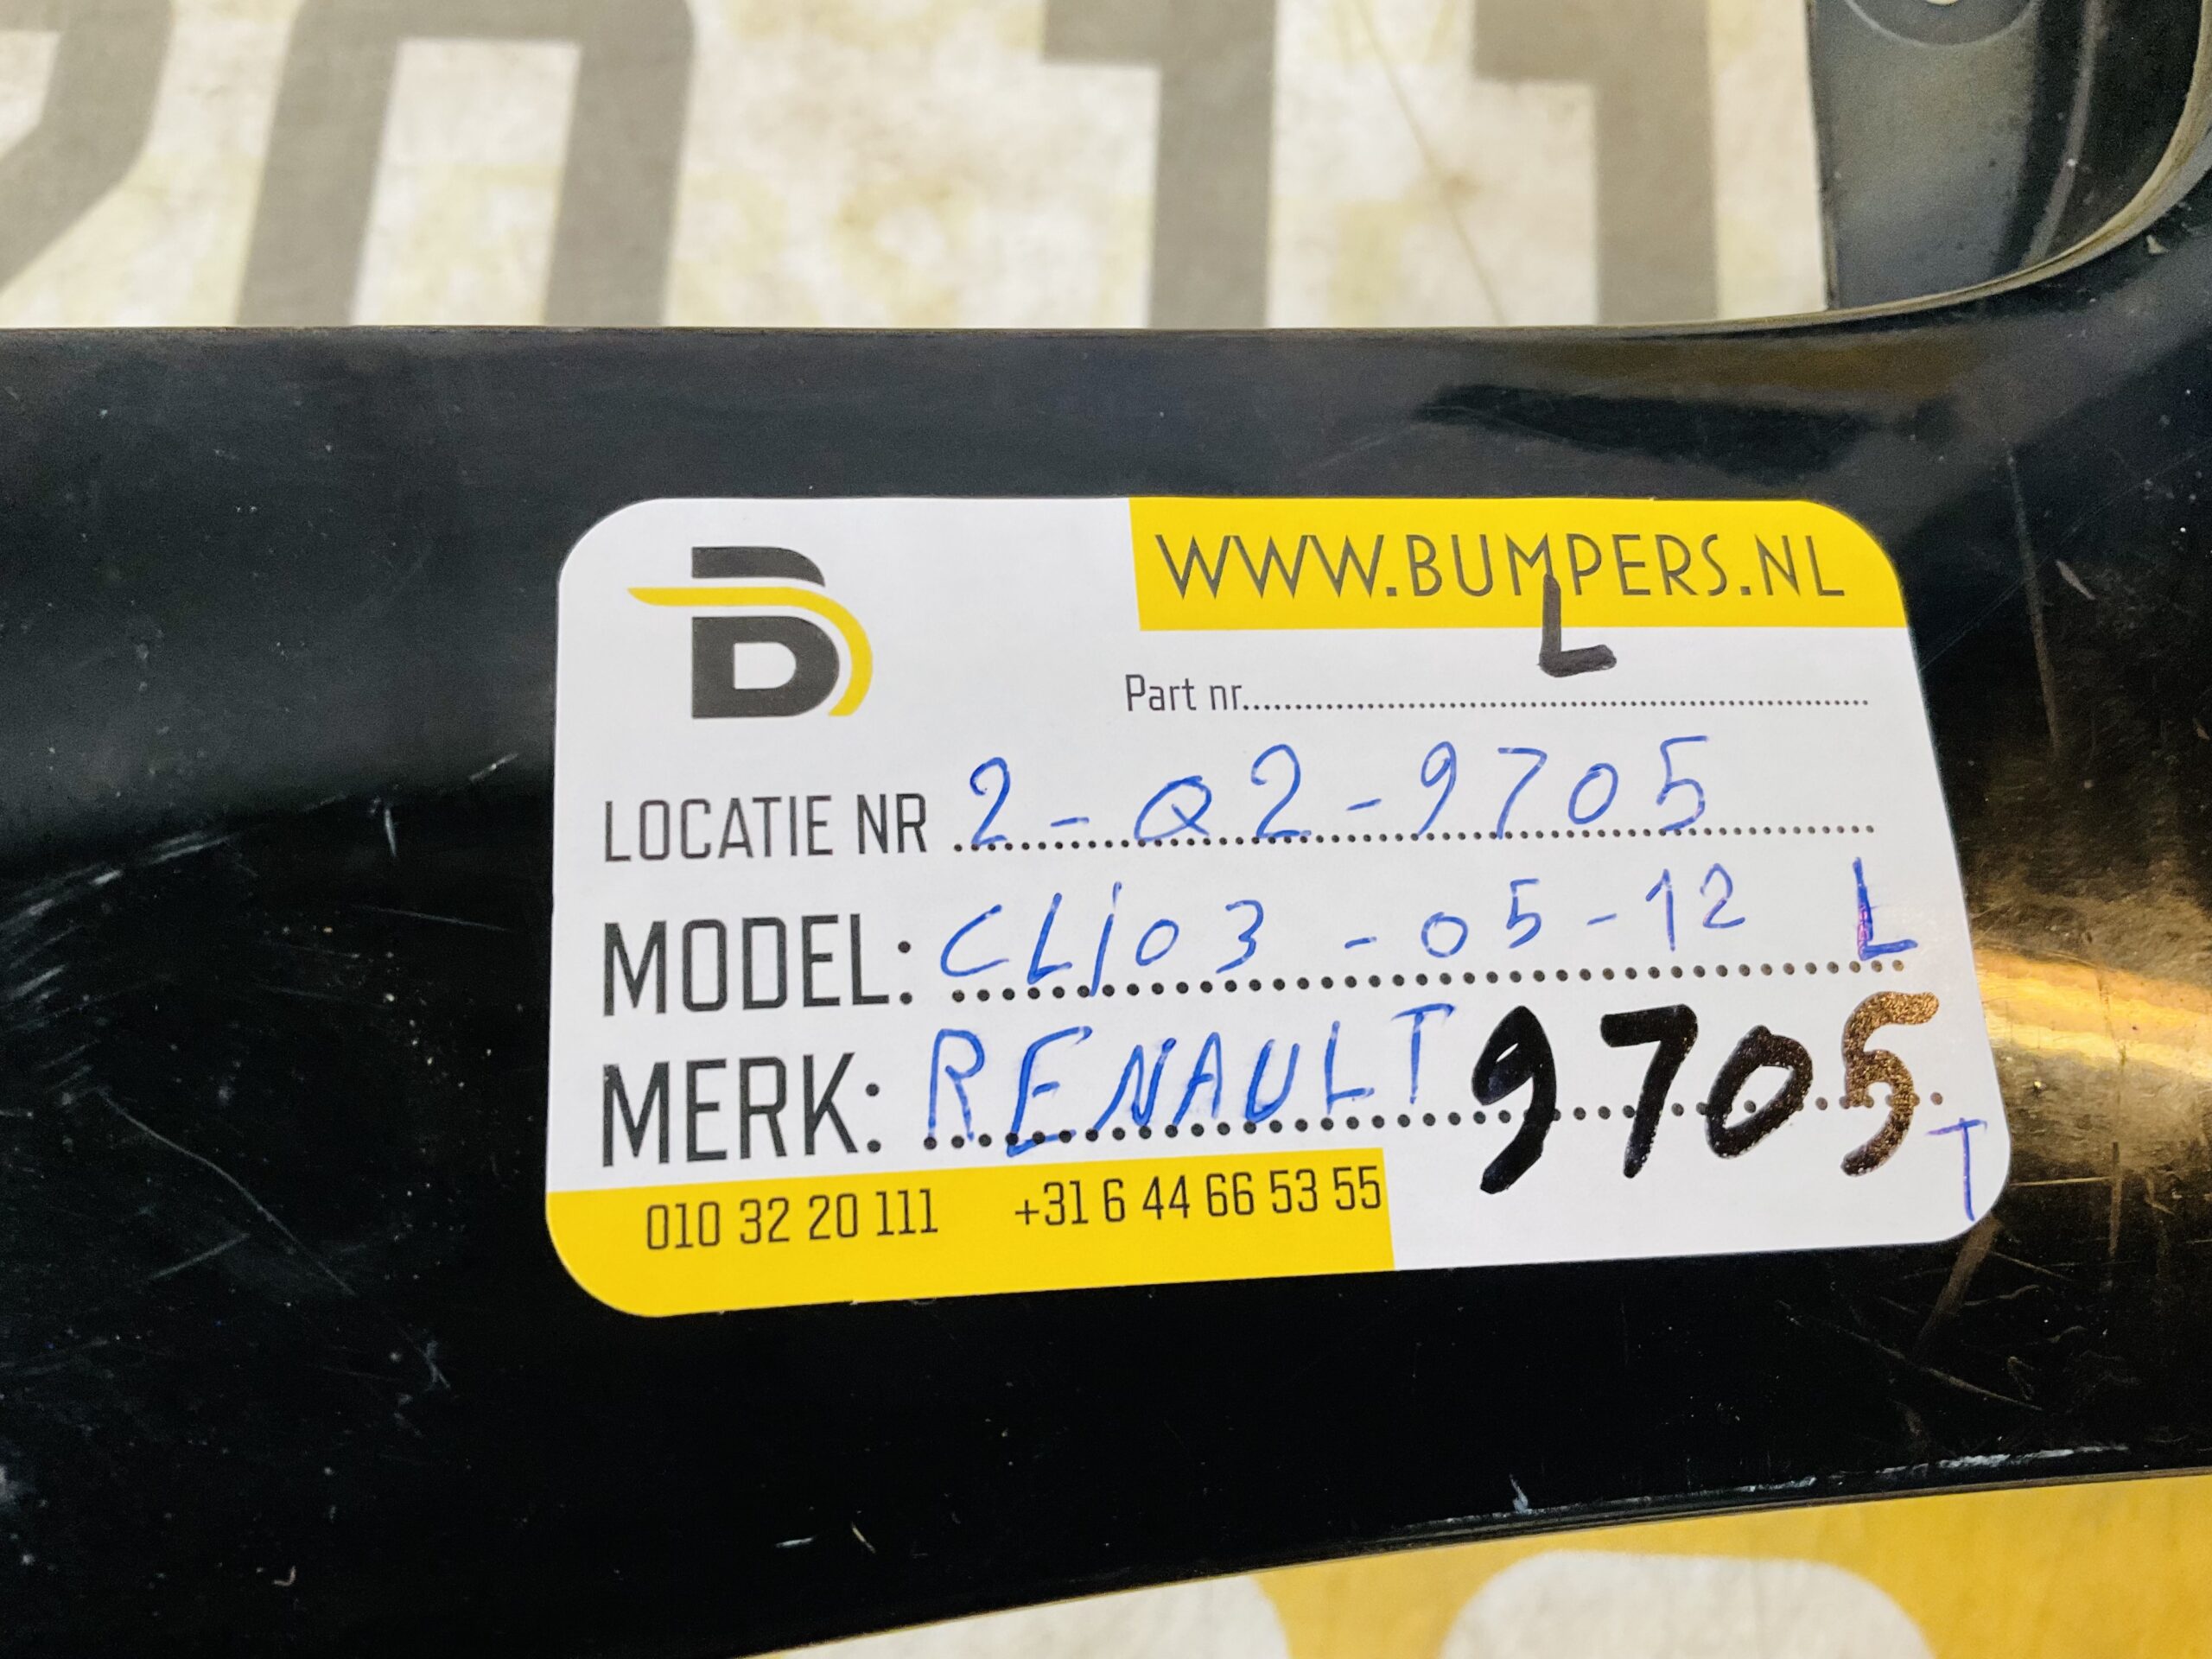 WWW.BUMPERS.NL
L
Part nr.
LOCATIE NR 2-Q2-9705
MODEL: CLiO3 -05-12 L
MERK: RENAULT 9705
T
010 32 20 111 +31 6 44 66 53 55